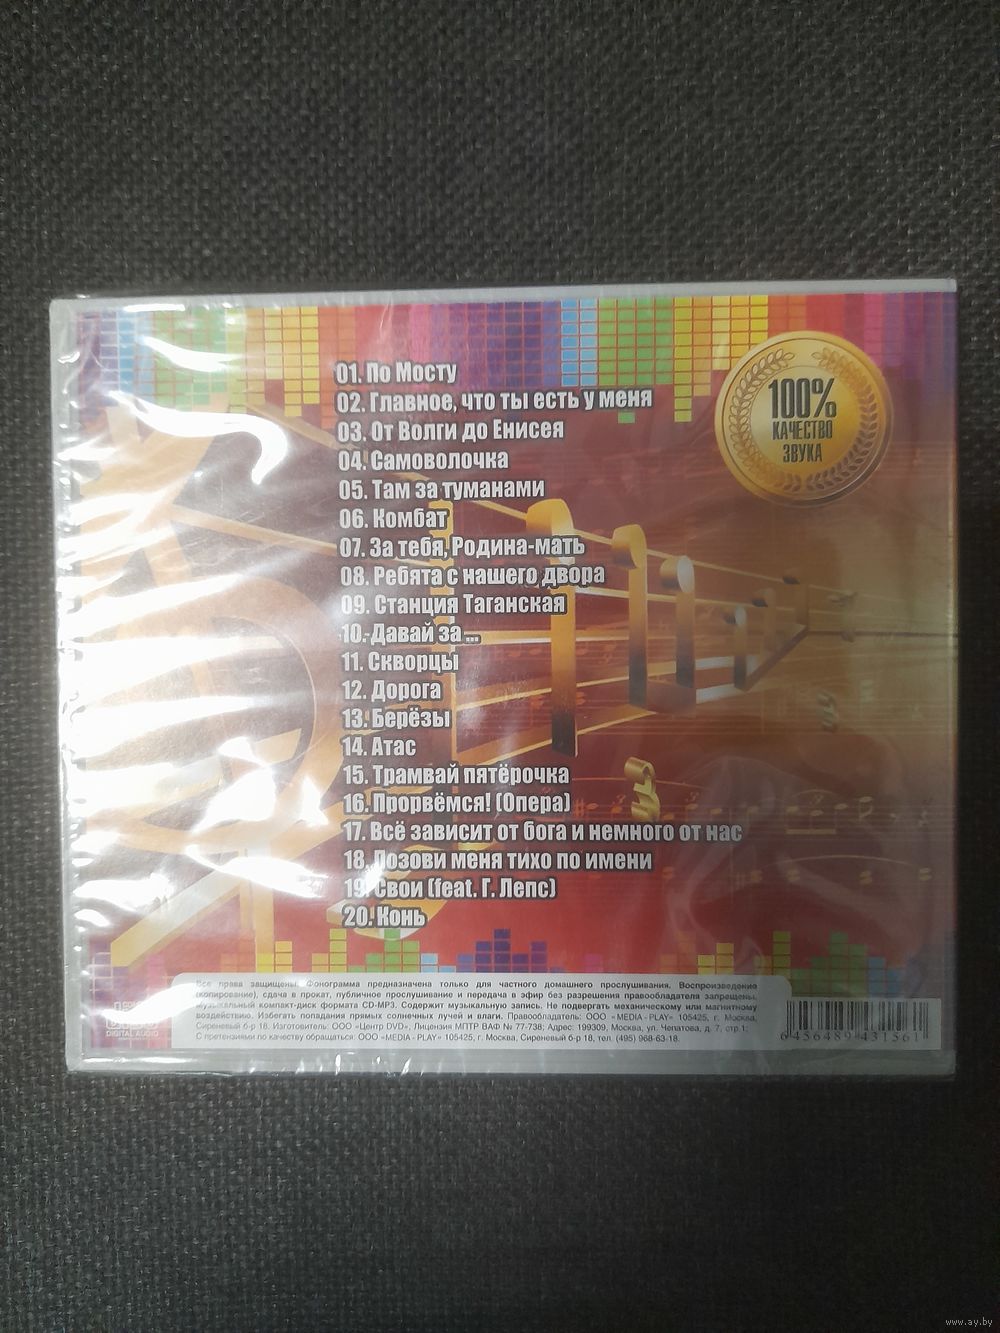 01. По Мосту
02. Главное, что ты есть у меня
03. От Волги до Енисея
04. Самоволочка
05. Там за туманами
06. Комбат
07. За тебя, Родина-мать
08. Ребята с нашего двора
09. Станция Таганская
10. Давай за ...
11. Скворцы
12. Дорога
13. Берёзы
14. Атас
15. Трамвай пятёрочка
16. Прорвёмся! (Опера)
17. Всё зависит от бога и немного от нас
18. Позови меня тихо по имени
19. Свои (feat. Г. Лепс)
20. Конь
100%
КАЧЕСТВО
ЗВУКА
Все права защищены. Фонограмма предназначена только для частного домашнего прослушивания. Воспроизведение
(копирование), сдача в прокат, публичное прослушивание и передача в эфир без разрешения правообладателя запрещены.
Музыкальный компакт-диск формата CD-MP3. Содержит музыкальную запись. Не подвергать механическому или магнитному
воздействию. Избегать попадания прямых солнечных лучей и влаги. Правообладатель: ООО «MEDIA - PLAY» 105425, г. Москва,
Сиреневый б-р 18. Изготовитель: ООО «Центр DVD», Лицензия МПТР ВАФ № 77-738; Адрес: 199309, Москва, ул. Чепатова, д. 7, стр.1;
С претензиями по качеству обращаться: ООО «MEDIA - PLAY» 105425, г. Москва, Сиреневый б-р 18, тел. (495) 968-63-18.
DIGITAL AUDIO
6 456489 431561
www.ay.by